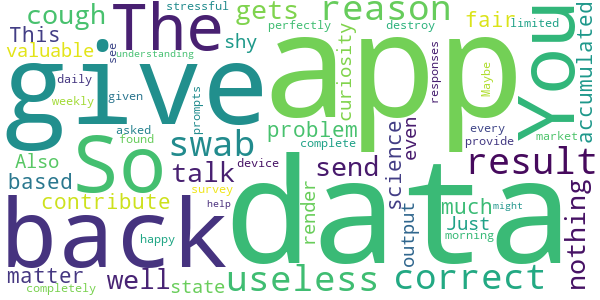 stressful
cough The gets reason fair
perfectly destroy limited
This valuable shy curiosity You
see understanding
give app
daily weekly given prompts
responses Maybe accumulated
asked found swab problem even every
provide
complete market
Also So talk device send science result
based survey
contribute render output much nothing
help Just might
back data
happy morning
matter well state useless correct
completely